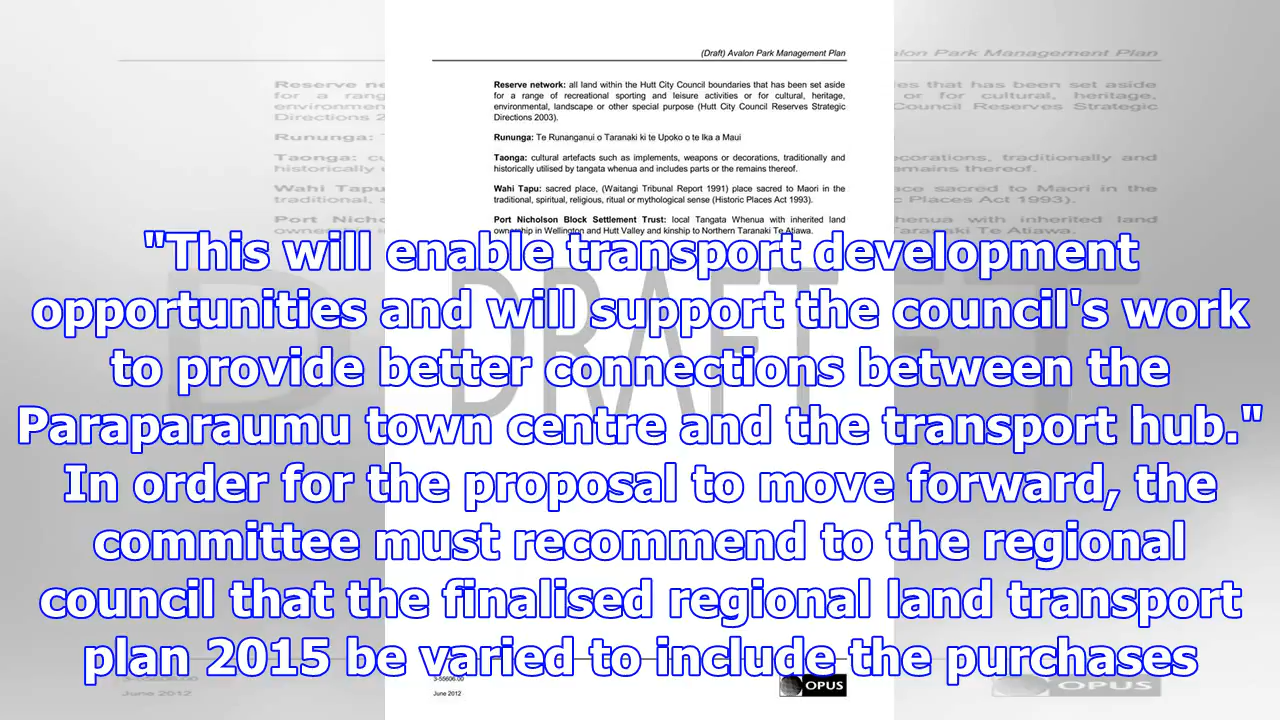 (Draft) Avalon Park Management Plan
Reserve network: all land within the Hutt City Council boundaries that has been set aside
for a range of recreational sporting and leisure activities or for cultural, heritage,
environmental, landscape or other special purpose (Hutt City Council Reserves Strategic
Directions 2003).
Rununga: Te Runanganui o Taranaki ki te Upoko o te Ika a Maui
Taonga: cultural artefacts such as implements, weapons or decorations, traditionally and
historically utilised by tangata whenua and includes parts or the remains thereof.
Wahi Tapu: sacred place, (Waitangi Tribunal Report 1991) place sacred to Maori in the
traditional, spiritual, religious, ritual or mythological sense (Historic Places Act 1993).
Port Nicholson Block Settlement Trust: local Tangata Whenua with inherited land
ownership in Wellington and Hutt Valley and kinship to Northern Taranaki Te Atiawa.
DRAFT
"This will enable transport development
opportunities and will support the council's work
to provide better connections between the
Paraparaumu town centre and the transport hub."
In order for the proposal to move forward, the
committee must recommend to the regional
council that the finalised regional land transport
plan 2015 be varied to include the purchases
June 2012
OPUS